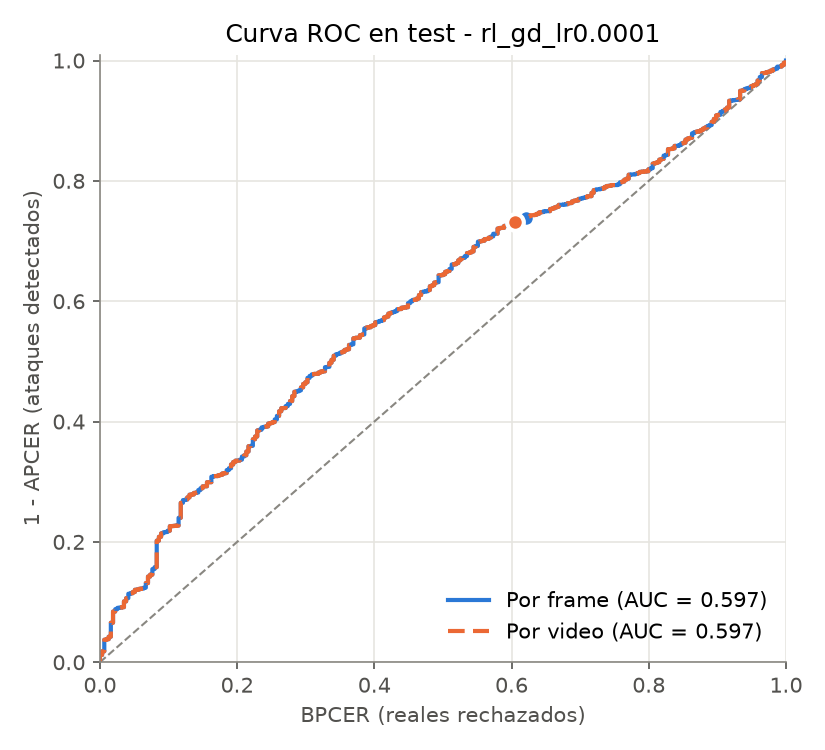 Curva ROC en test - rl_gd_lr0.0001
1 - APCER (ataques detectados)
1.0
0.8
0.6
0.4
0.2
0.0
Por frame (AUC = 0.597)
Por video (AUC = 0.597)
0.0 0.2 0.4 0.6 0.8 1.0
BPCER (reales rechazados)